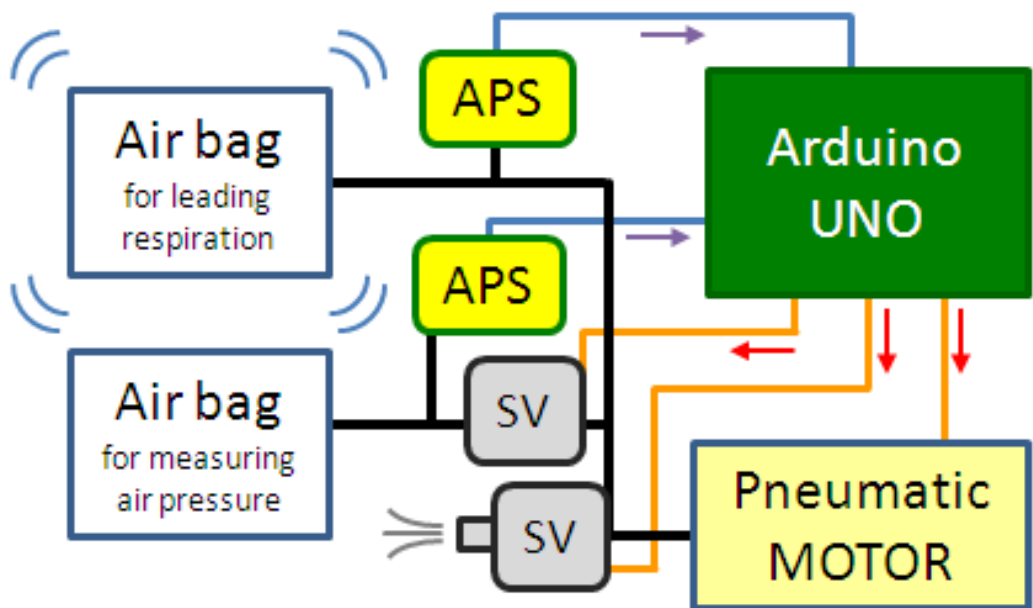 Air bag
for leading
respiration
APS
Arduino
UNO
APS
Air bag
for measuring
air pressure
SV
SV
Pneumatic
MOTOR